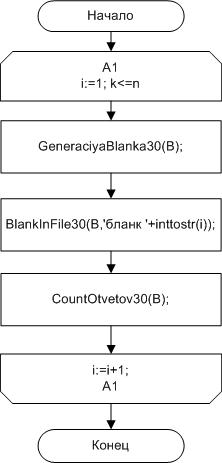 Начало
A1
i:=1; k<=n
GeneraciyaBlanka30(B);
BlankInFile30(B,'бланк '+inttostr(i));
CountOtvetov30(B);
i:=i+1;
A1
Конец